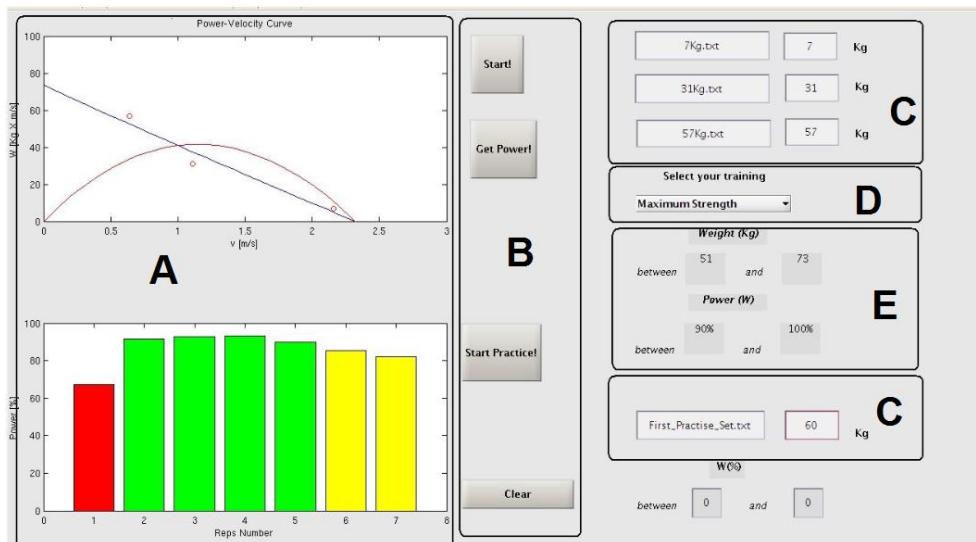 Power-Velocity Curve
100
80
60
40
20
0
W [Kg X m/s]
0 0.5 1 1.5 2 2.5 3
v [m/s]
A
100
80
60
40
20
0
Power [%]
0 1 2 3 4 5 6 7 8
Reps Number
Start!
Get Power!
B
Start Practice!
Clear
7Kg.txt 7 Kg
31Kg.txt 31 Kg
57Kg.txt 57 Kg
C
Select your training
Maximum Strength
D
Weight (Kg)
between 51 and 73
Power (W)
90% 100%
between and
E
First_Practise_Set.txt 60 Kg
C
W(%)
between 0 and 0